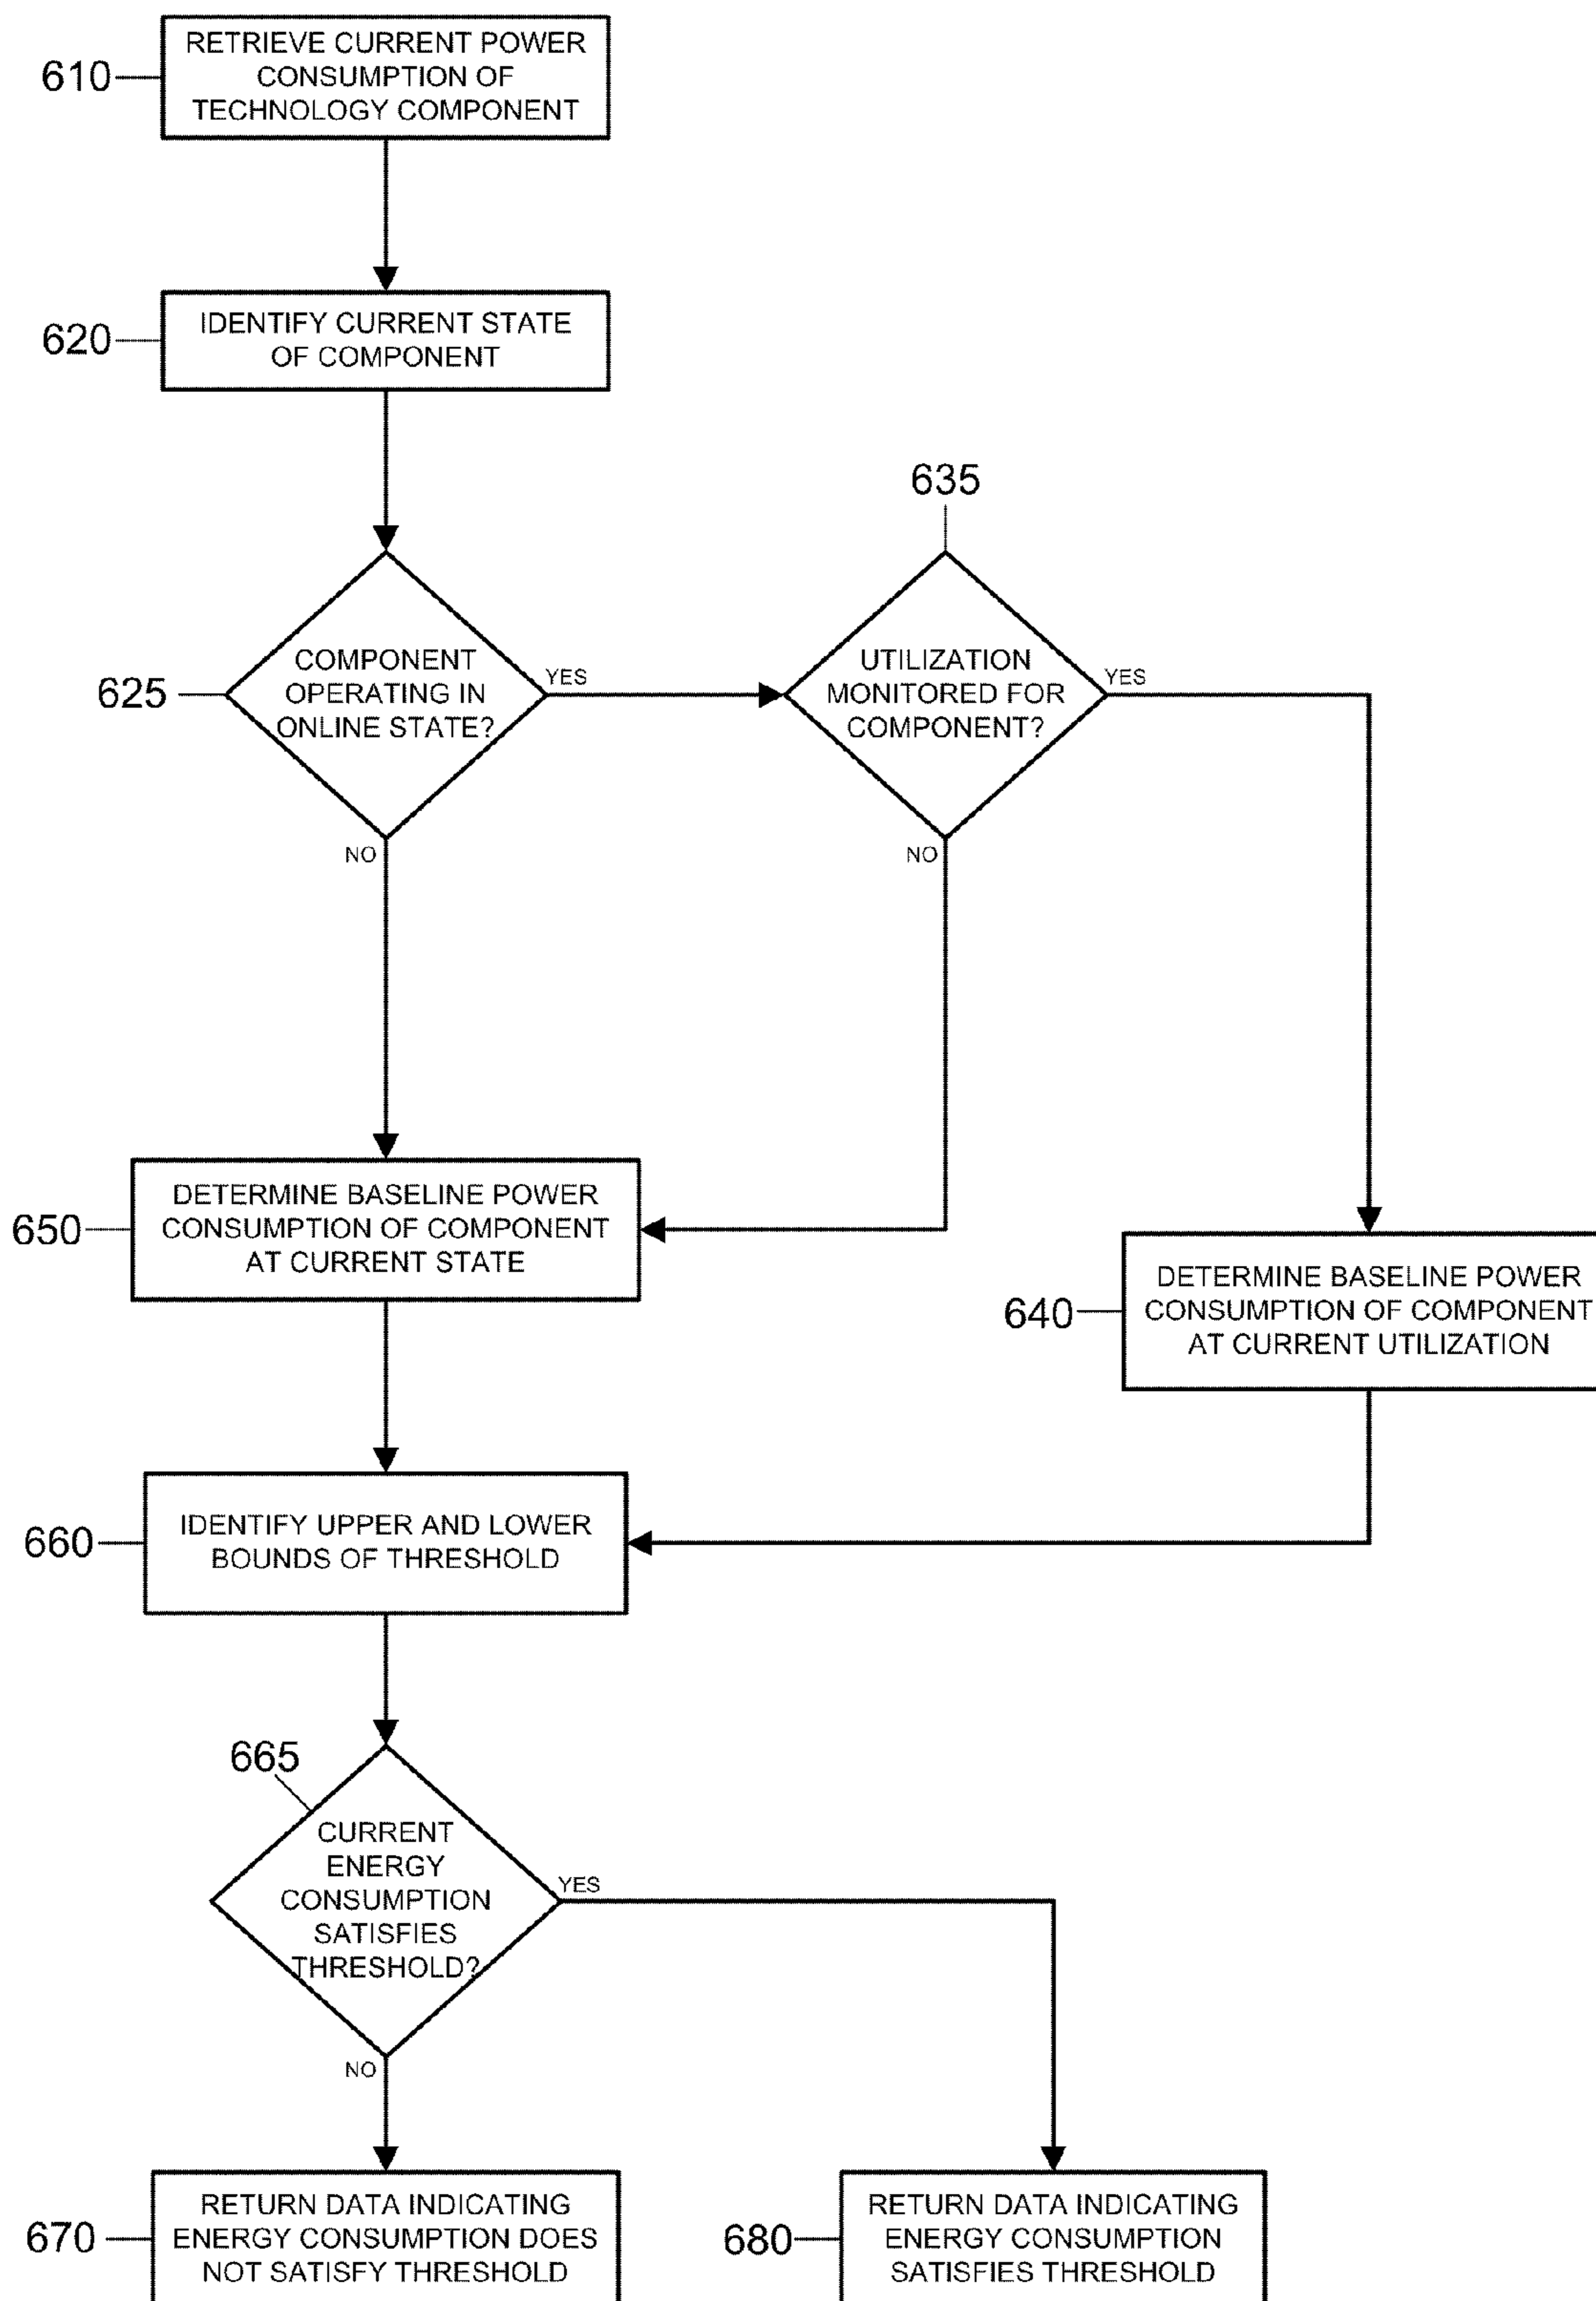 610
RETRIEVE CURRENT POWER
CONSUMPTION OF
TECHNOLOGY COMPONENT
620
IDENTIFY CURRENT STATE
OF COMPONENT
625
COMPONENT
OPERATING IN
ONLINE STATE?
YES
NO
635
UTILIZATION
MONITORED FOR
COMPONENT?
YES
NO
650
DETERMINE BASELINE POWER
CONSUMPTION OF COMPONENT
AT CURRENT STATE
640
DETERMINE BASELINE POWER
CONSUMPTION OF COMPONENT
AT CURRENT UTILIZATION
660
IDENTIFY UPPER AND LOWER
BOUNDS OF THRESHOLD
665
CURRENT
ENERGY
CONSUMPTION
SATISFIES
THRESHOLD?
YES
NO
670
RETURN DATA INDICATING
ENERGY CONSUMPTION DOES
NOT SATISFY THRESHOLD
680
RETURN DATA INDICATING
ENERGY CONSUMPTION
SATISFIES THRESHOLD